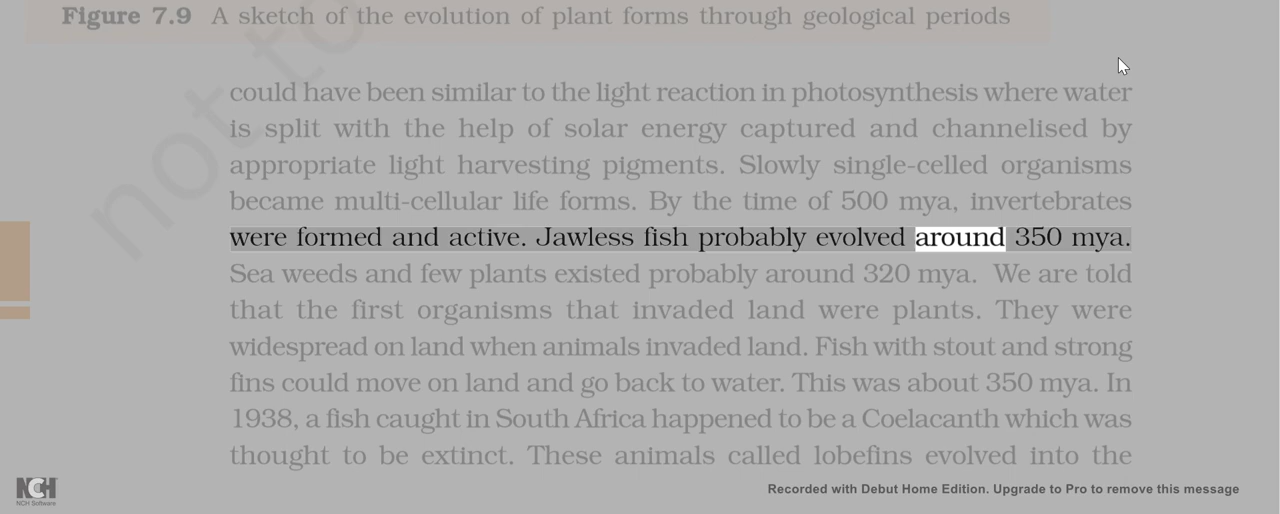 Figure 7.9 A sketch of the evolution of plant forms through geological periods
not to
could have been similar to the light reaction in photosynthesis where water
is split with the help of solar energy captured and channelised by
appropriate light harvesting pigments. Slowly single-celled organisms
became multi-cellular life forms. By the time of 500 mya, invertebrates
were formed and active. Jawless fish probably evolved around 350 mya.
Sea weeds and few plants existed probably around 320 mya. We are told
that the first organisms that invaded land were plants. They were
widespread on land when animals invaded land. Fish with stout and strong
fins could move on land and go back to water. This was about 350 mya. In
1938, a fish caught in South Africa happened to be a Coelacanth which was
thought to be extinct. These animals called lobefins evolved into the
NCH
NCH Software
Recorded with Debut Home Edition. Upgrade to Pro to remove this message